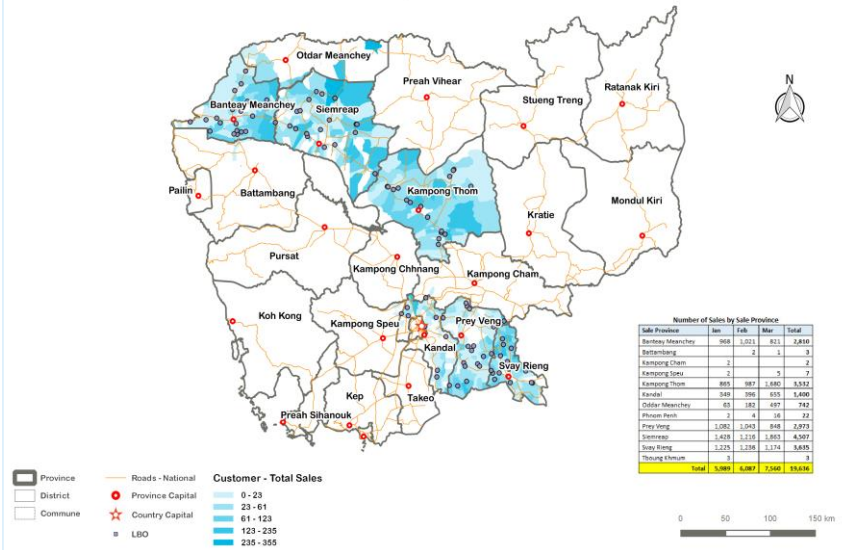 Otdar Meanchey
Preah Vihear
Ratanak Kiri
Stueng Treng
N
Banteay Meanchey
Siemreap
Pailin
Battambang
Kampong Thom
Mondul Kiri
Kratie
Pursat
Kampong Chhnang
Kampong Cham
Koh Kong
Kampong Speu
Prey Veng
Kandal
Svay Rieng
Kep
Takeo
Preah Sihanouk
Number of Sales by Sale Province
Sale Province Jan Feb Mar Total
Banteay Meanchey 968 1,021 821 2,810
Battambang 2 1 3
Kampong Cham 2 2
Kampong Speu 2 5 7
Kampong Thom 865 987 1,680 3,532
Kandal 349 396 655 1,400
Oddar Meanchey 63 182 497 742
Phnom Penh 2 4 16 22
Prey Veng 1,082 1,043 848 2,973
Siemreap 1,428 1,216 1,863 4,507
Svay Rieng 1,225 1,236 1,174 3,635
Tboung Khmum 3 3
Total 5,989 6,087 7,560 19,636
Province
District
Commune
Roads - National
Province Capital
Country Capital
LBO
Customer - Total Sales
0 - 23
23 - 61
61 - 123
123 - 235
235 - 355
0 50 100 150 km